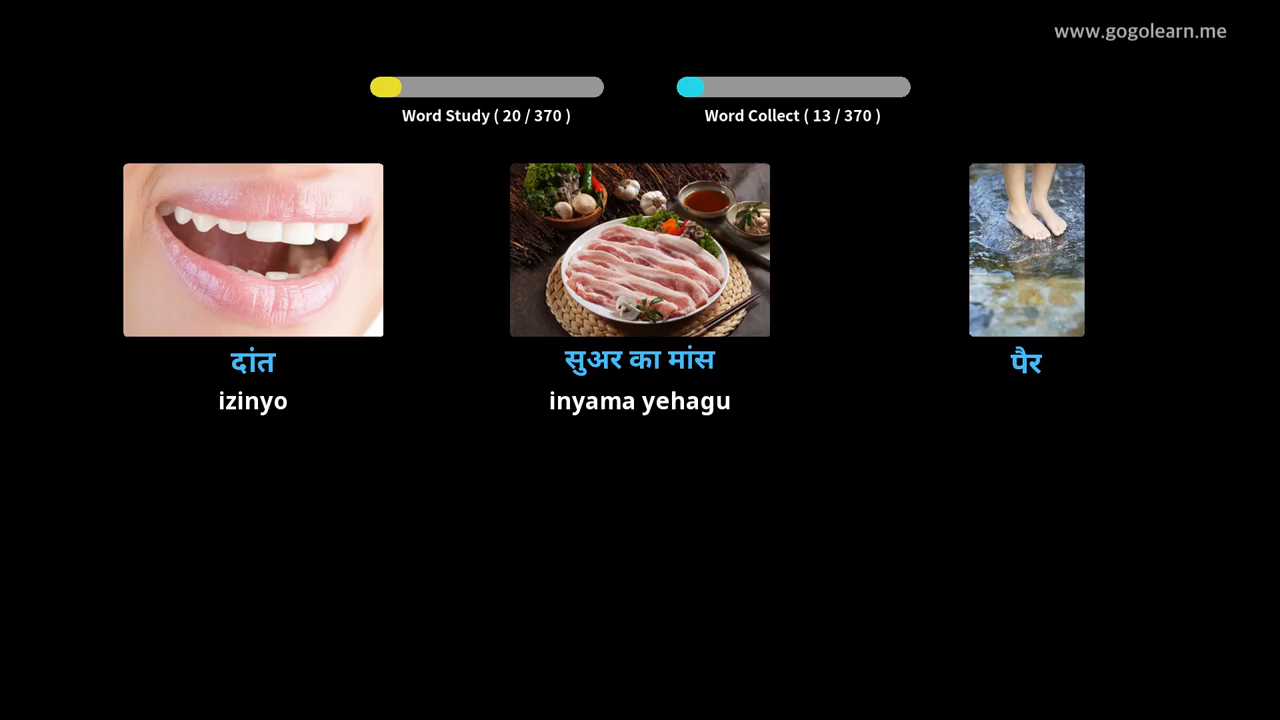 www.gogolearn.me
Word Study ( 20 / 370 )
Word Collect ( 13 / 370 )
दांत
सुअर का मांस
पैर
izinyo
inyama yehagu